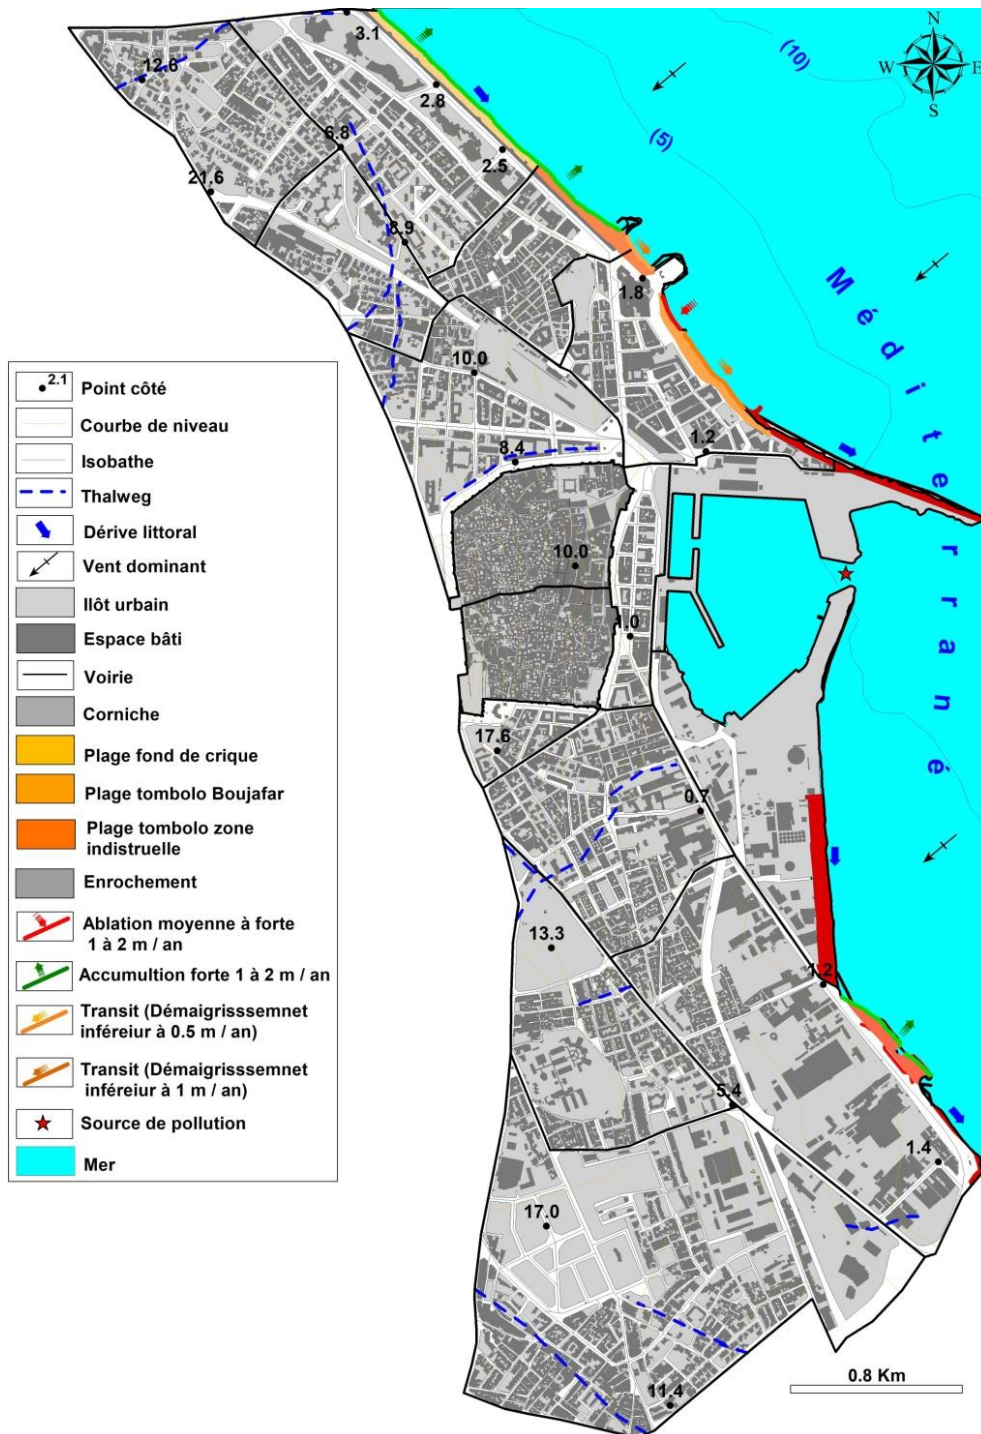 N
W
E
S
3.1
12.6
2.8
(10)
(5)
6.8
2.5
21.6
8.9
1.8
10.0
8.4
1.2
10.0
1.0
17.6
0.7
13.3
1.2
5.4
1.4
17.0
11.4
Médi terrané
0.8 Km
2.1
Point côté
Courbe de niveau
Isobathe
Thalweg
Dérive littoral
Vent dominant
Ilôt urbain
Espace bâti
Voirie
Corniche
Plage fond de crique
Plage tombolo Boujafar
Plage tombolo zone
indistruelle
Enrochement
Ablation moyenne à forte
1 à 2 m / an
Accumultion forte 1 à 2 m / an
Transit (Démaigrisssemnet
inféreiur à 0.5 m / an)
Transit (Démaigrisssemnet
inféreiur à 1 m / an)
Source de pollution
Mer